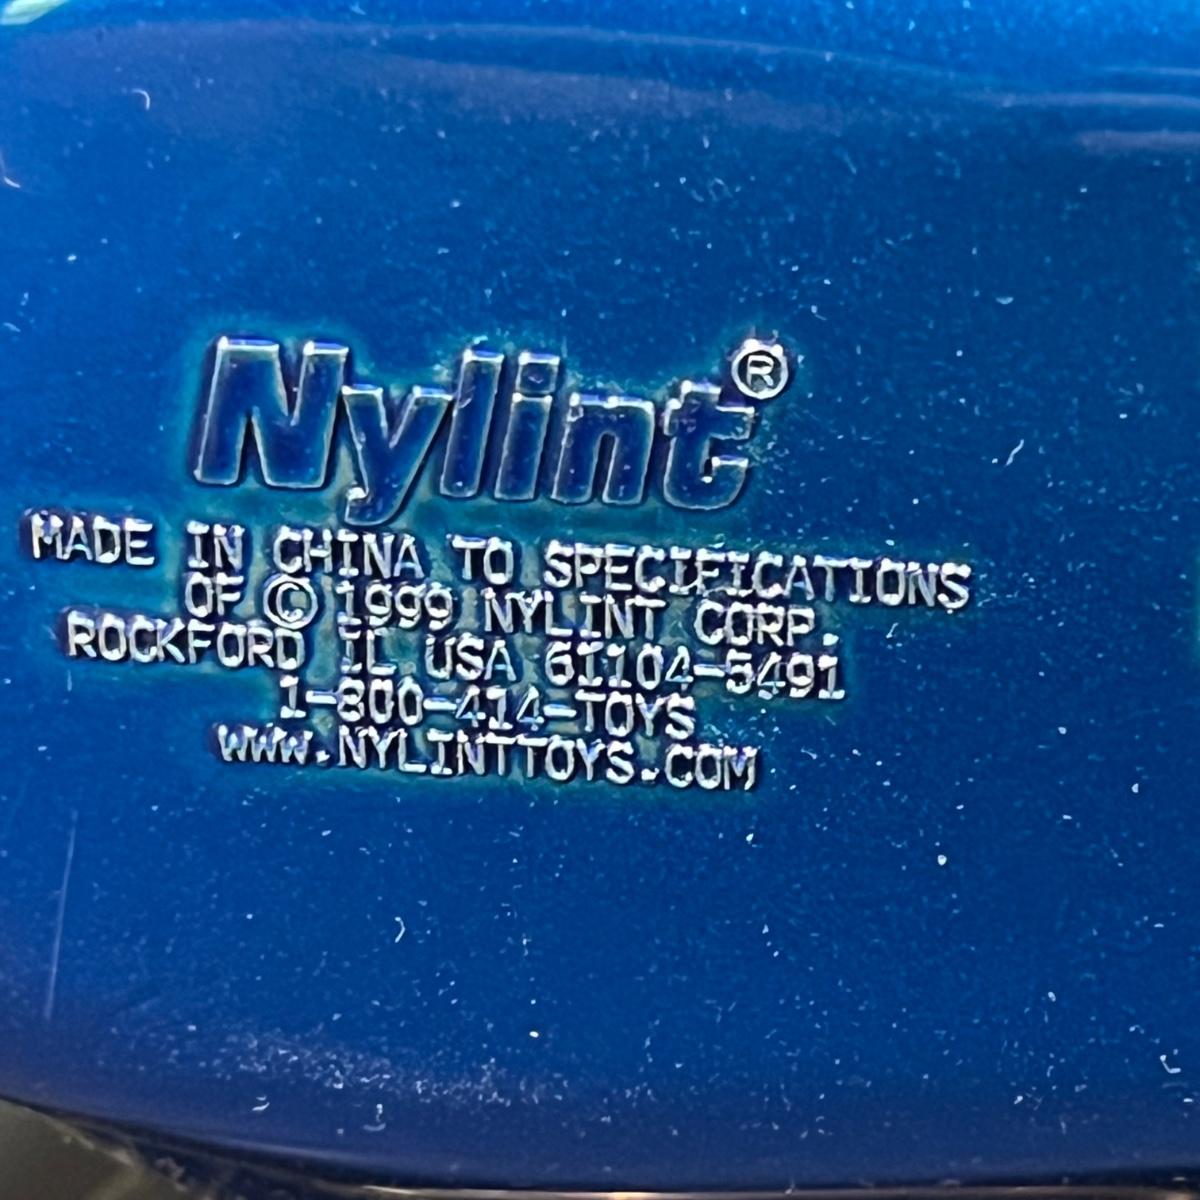 Nylint®
MADE IN CHINA TO SPECIFICATIONS
OF © 1999 NYLINT CORP.
ROCKFORD IL USA 61104-5491
1-800-414-TOYS
WWW.NYLINTTOYS.COM